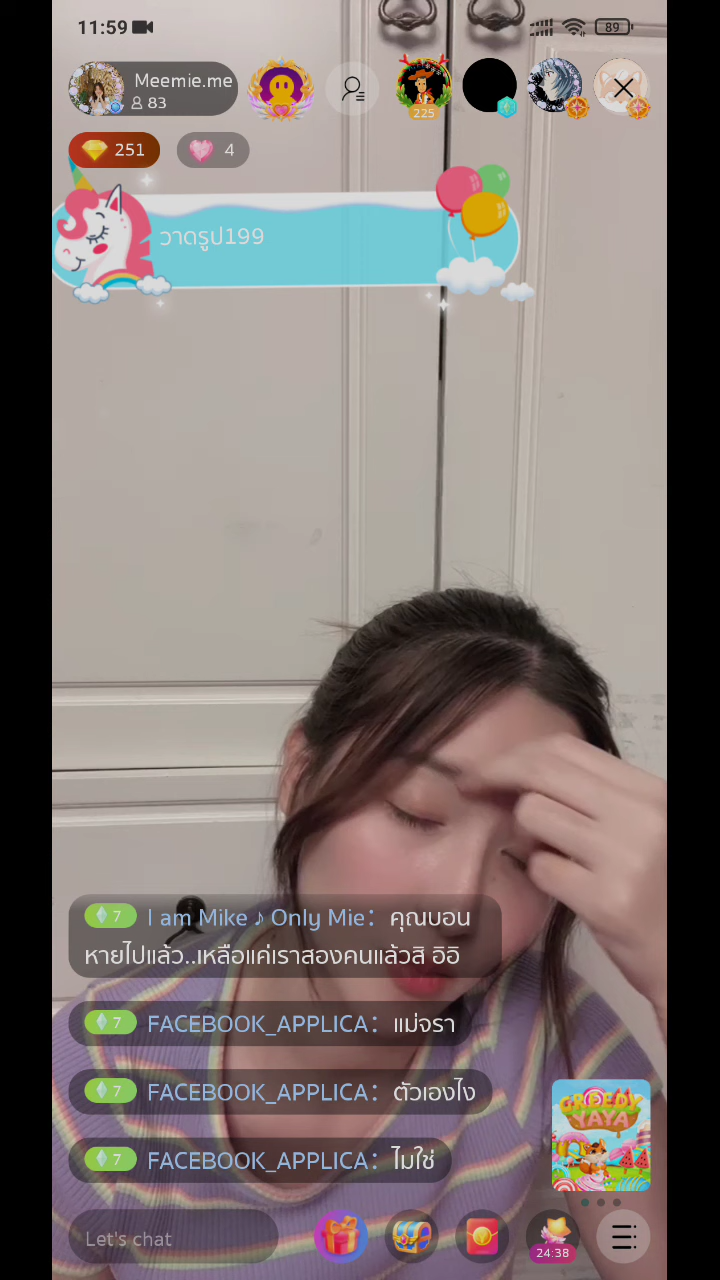 11:59
89
Meemie.me
83
225
251
4
วาดรูป199
7 I am Mike ♪ Only Mie: คุณบอน
หายไปแล้ว..เหลือแค่เราสองคนแล้วสิ อิอิ
7 FACEBOOK_APPLICA: แม่จรา
7 FACEBOOK_APPLICA: ตัวเองไง
7 FACEBOOK_APPLICA: ไม่ใช่
GREEDY
YAYA
Let's chat
24:38